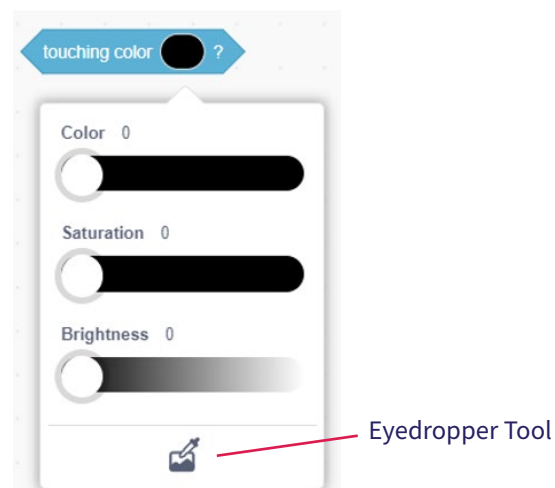 touching color ?
Color 0
Saturation 0
Brightness 0
Eyedropper Tool